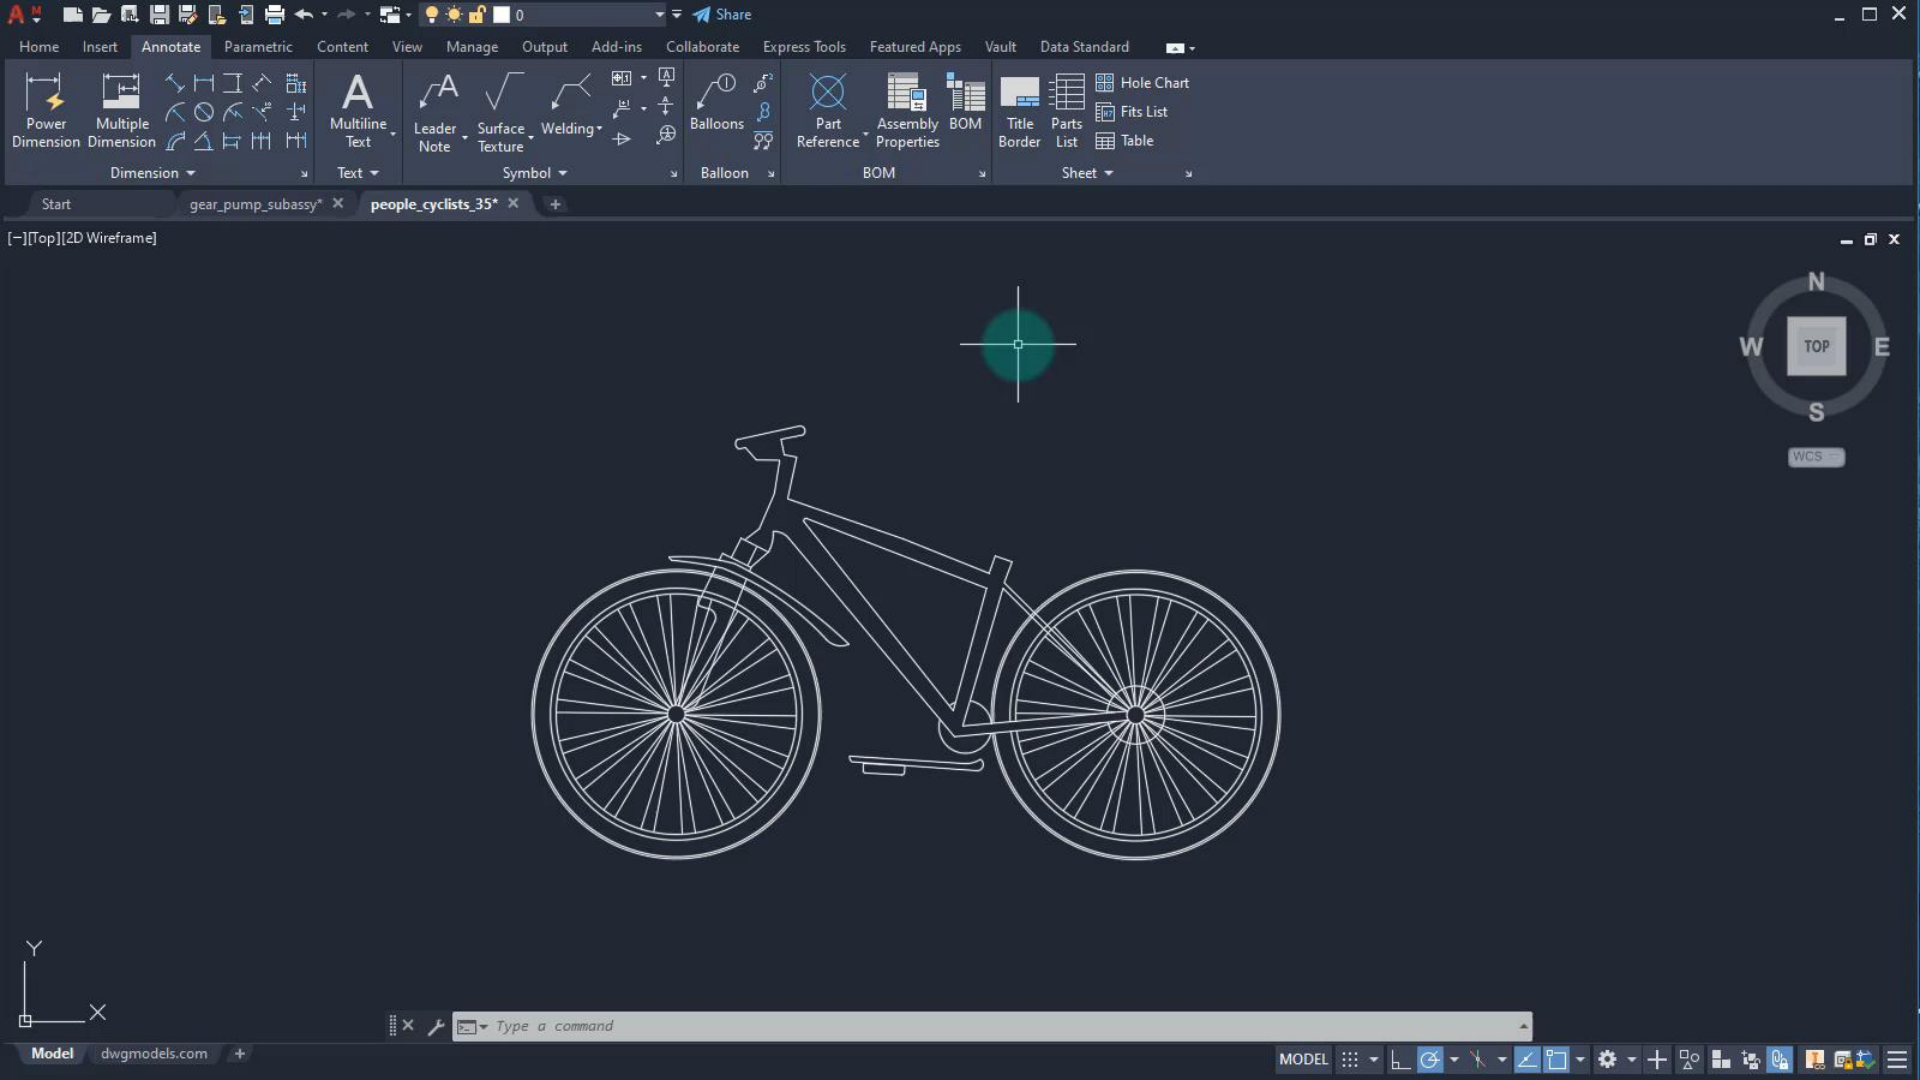 A M
0
Share
Home Insert Annotate Parametric Content View Manage Output Add-ins Collaborate Express Tools Featured Apps Vault Data Standard
Power Dimension
Multiple Dimension
Multiline Text
Leader Note
Surface Texture
Welding
Balloons
Part Reference
Assembly Properties
BOM
Title Border
Parts List
Hole Chart
Fits List
Table
Dimension Text Symbol Balloon BOM Sheet
Start gear_pump_subassy* people_cyclists_35*
[−][Top][2D Wireframe]
N
W TOP E
S
WCS
Y
X
Type a command
Model dwgmodels.com
MODEL